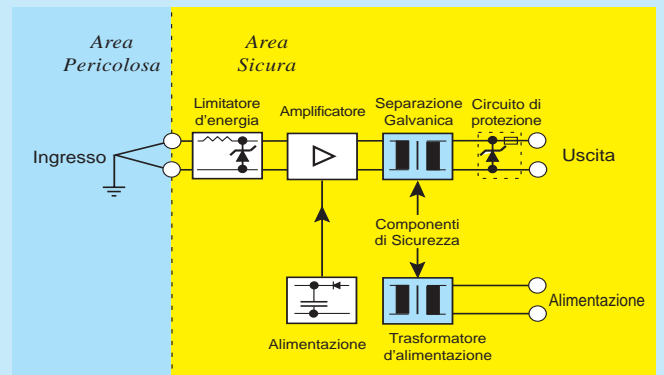 Area
Pericolosa
Area
Sicura
Limitatore
d'energia
Amplificatore
Separazione
Galvanica
Circuito di
protezione
Ingresso
Uscita
Componenti
di Sicurezza
Alimentazione
Alimentazione
Trasformatore
d'alimentazione